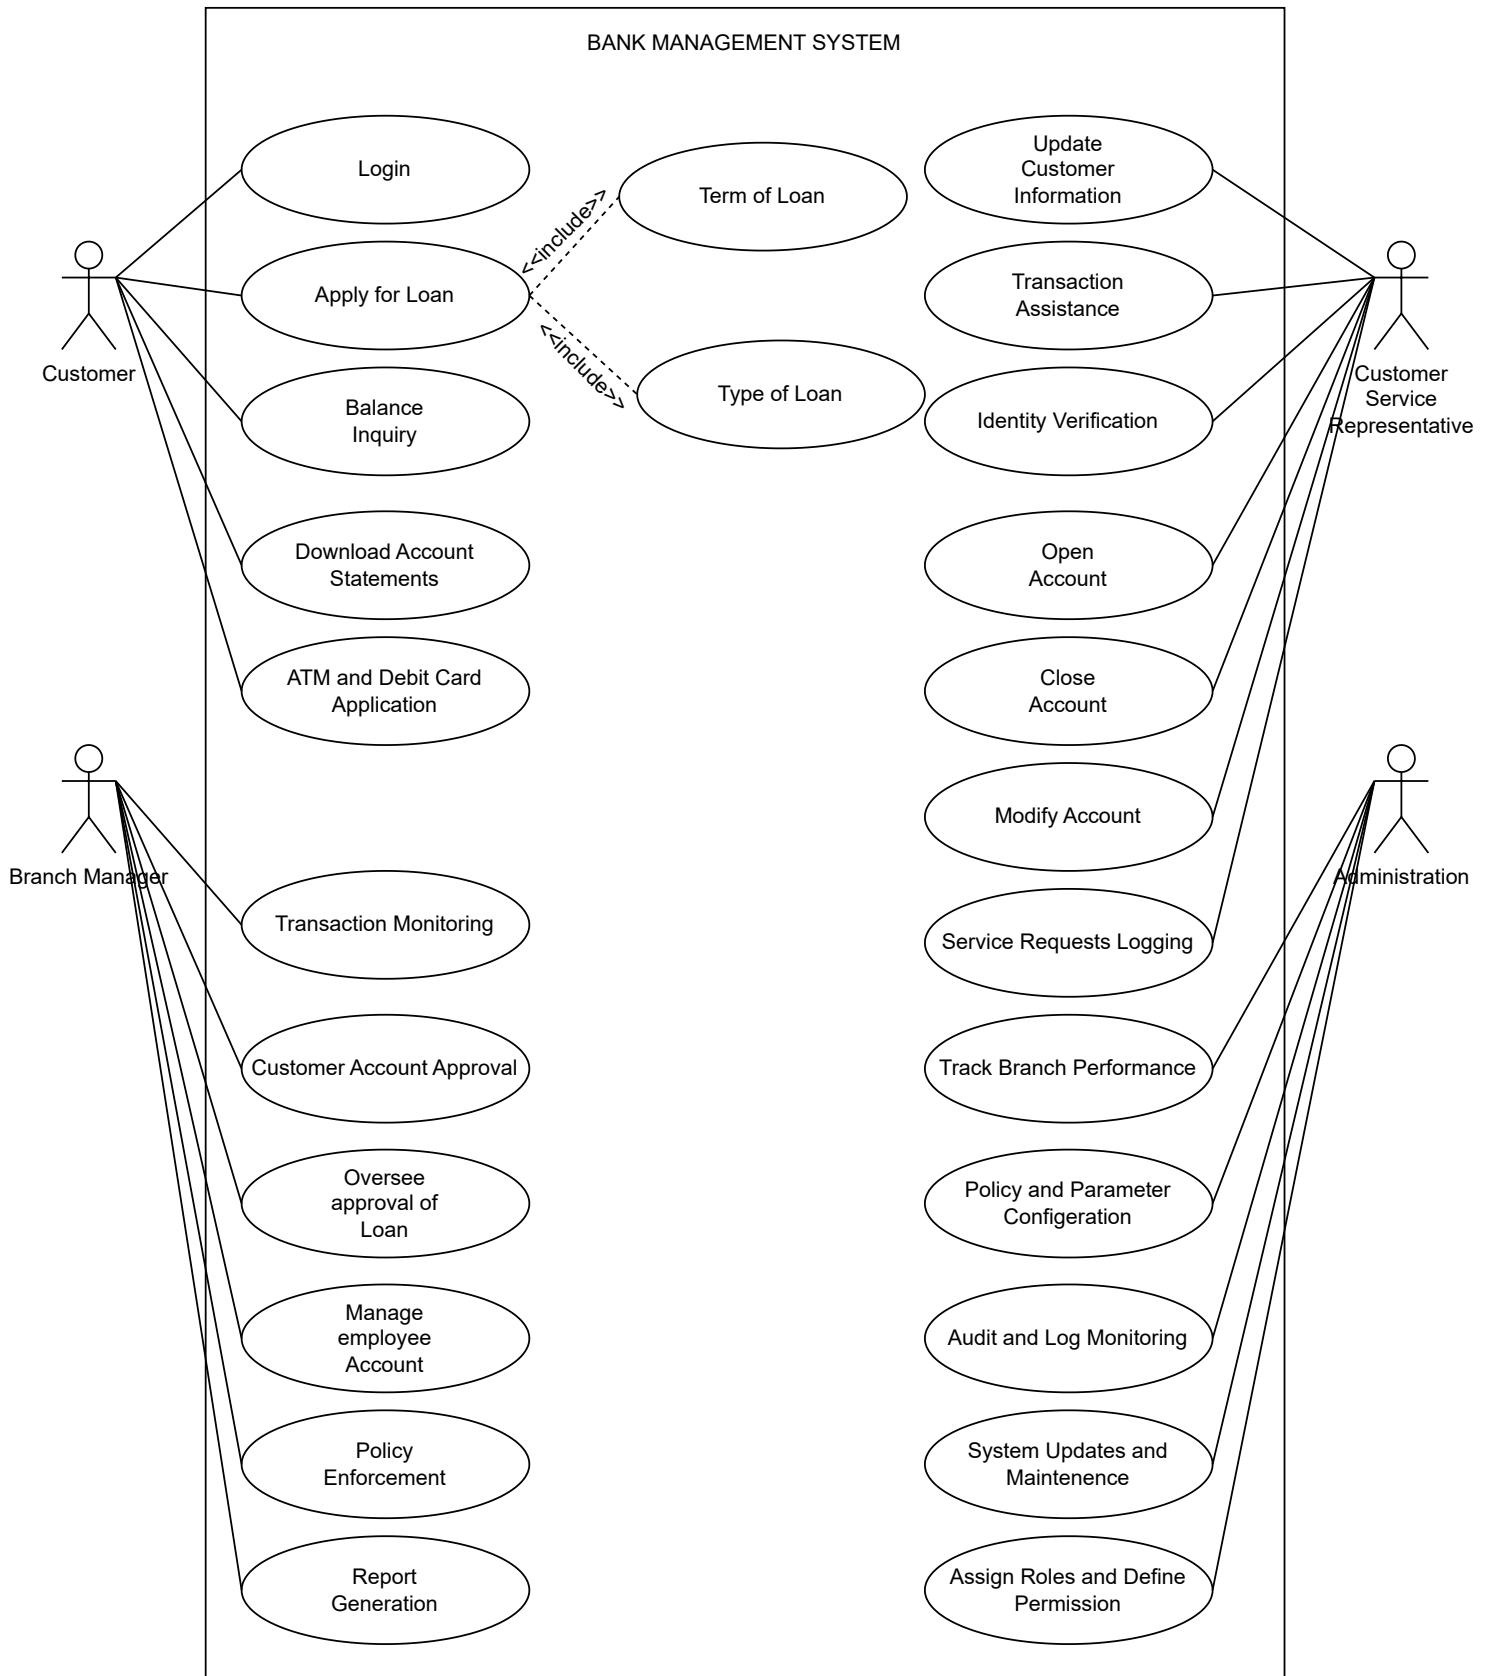 BANK MANAGEMENT SYSTEM
Login
Term of Loan
Update
Customer
Information
<<include>>
Apply for Loan
Transaction
Assistance
Customer
<<include>>
Type of Loan
Customer
Service
Representative
Balance
Inquiry
Identity Verification
Download Account
Statements
Open
Account
ATM and Debit Card
Application
Close
Account
Modify Account
Branch Manager
Administration
Transaction Monitoring
Service Requests Logging
Customer Account Approval
Track Branch Performance
Oversee
approval of
Loan
Policy and Parameter
Configeration
Manage
employee
Account
Audit and Log Monitoring
Policy
Enforcement
System Updates and
Maintenence
Report
Generation
Assign Roles and Define
Permission